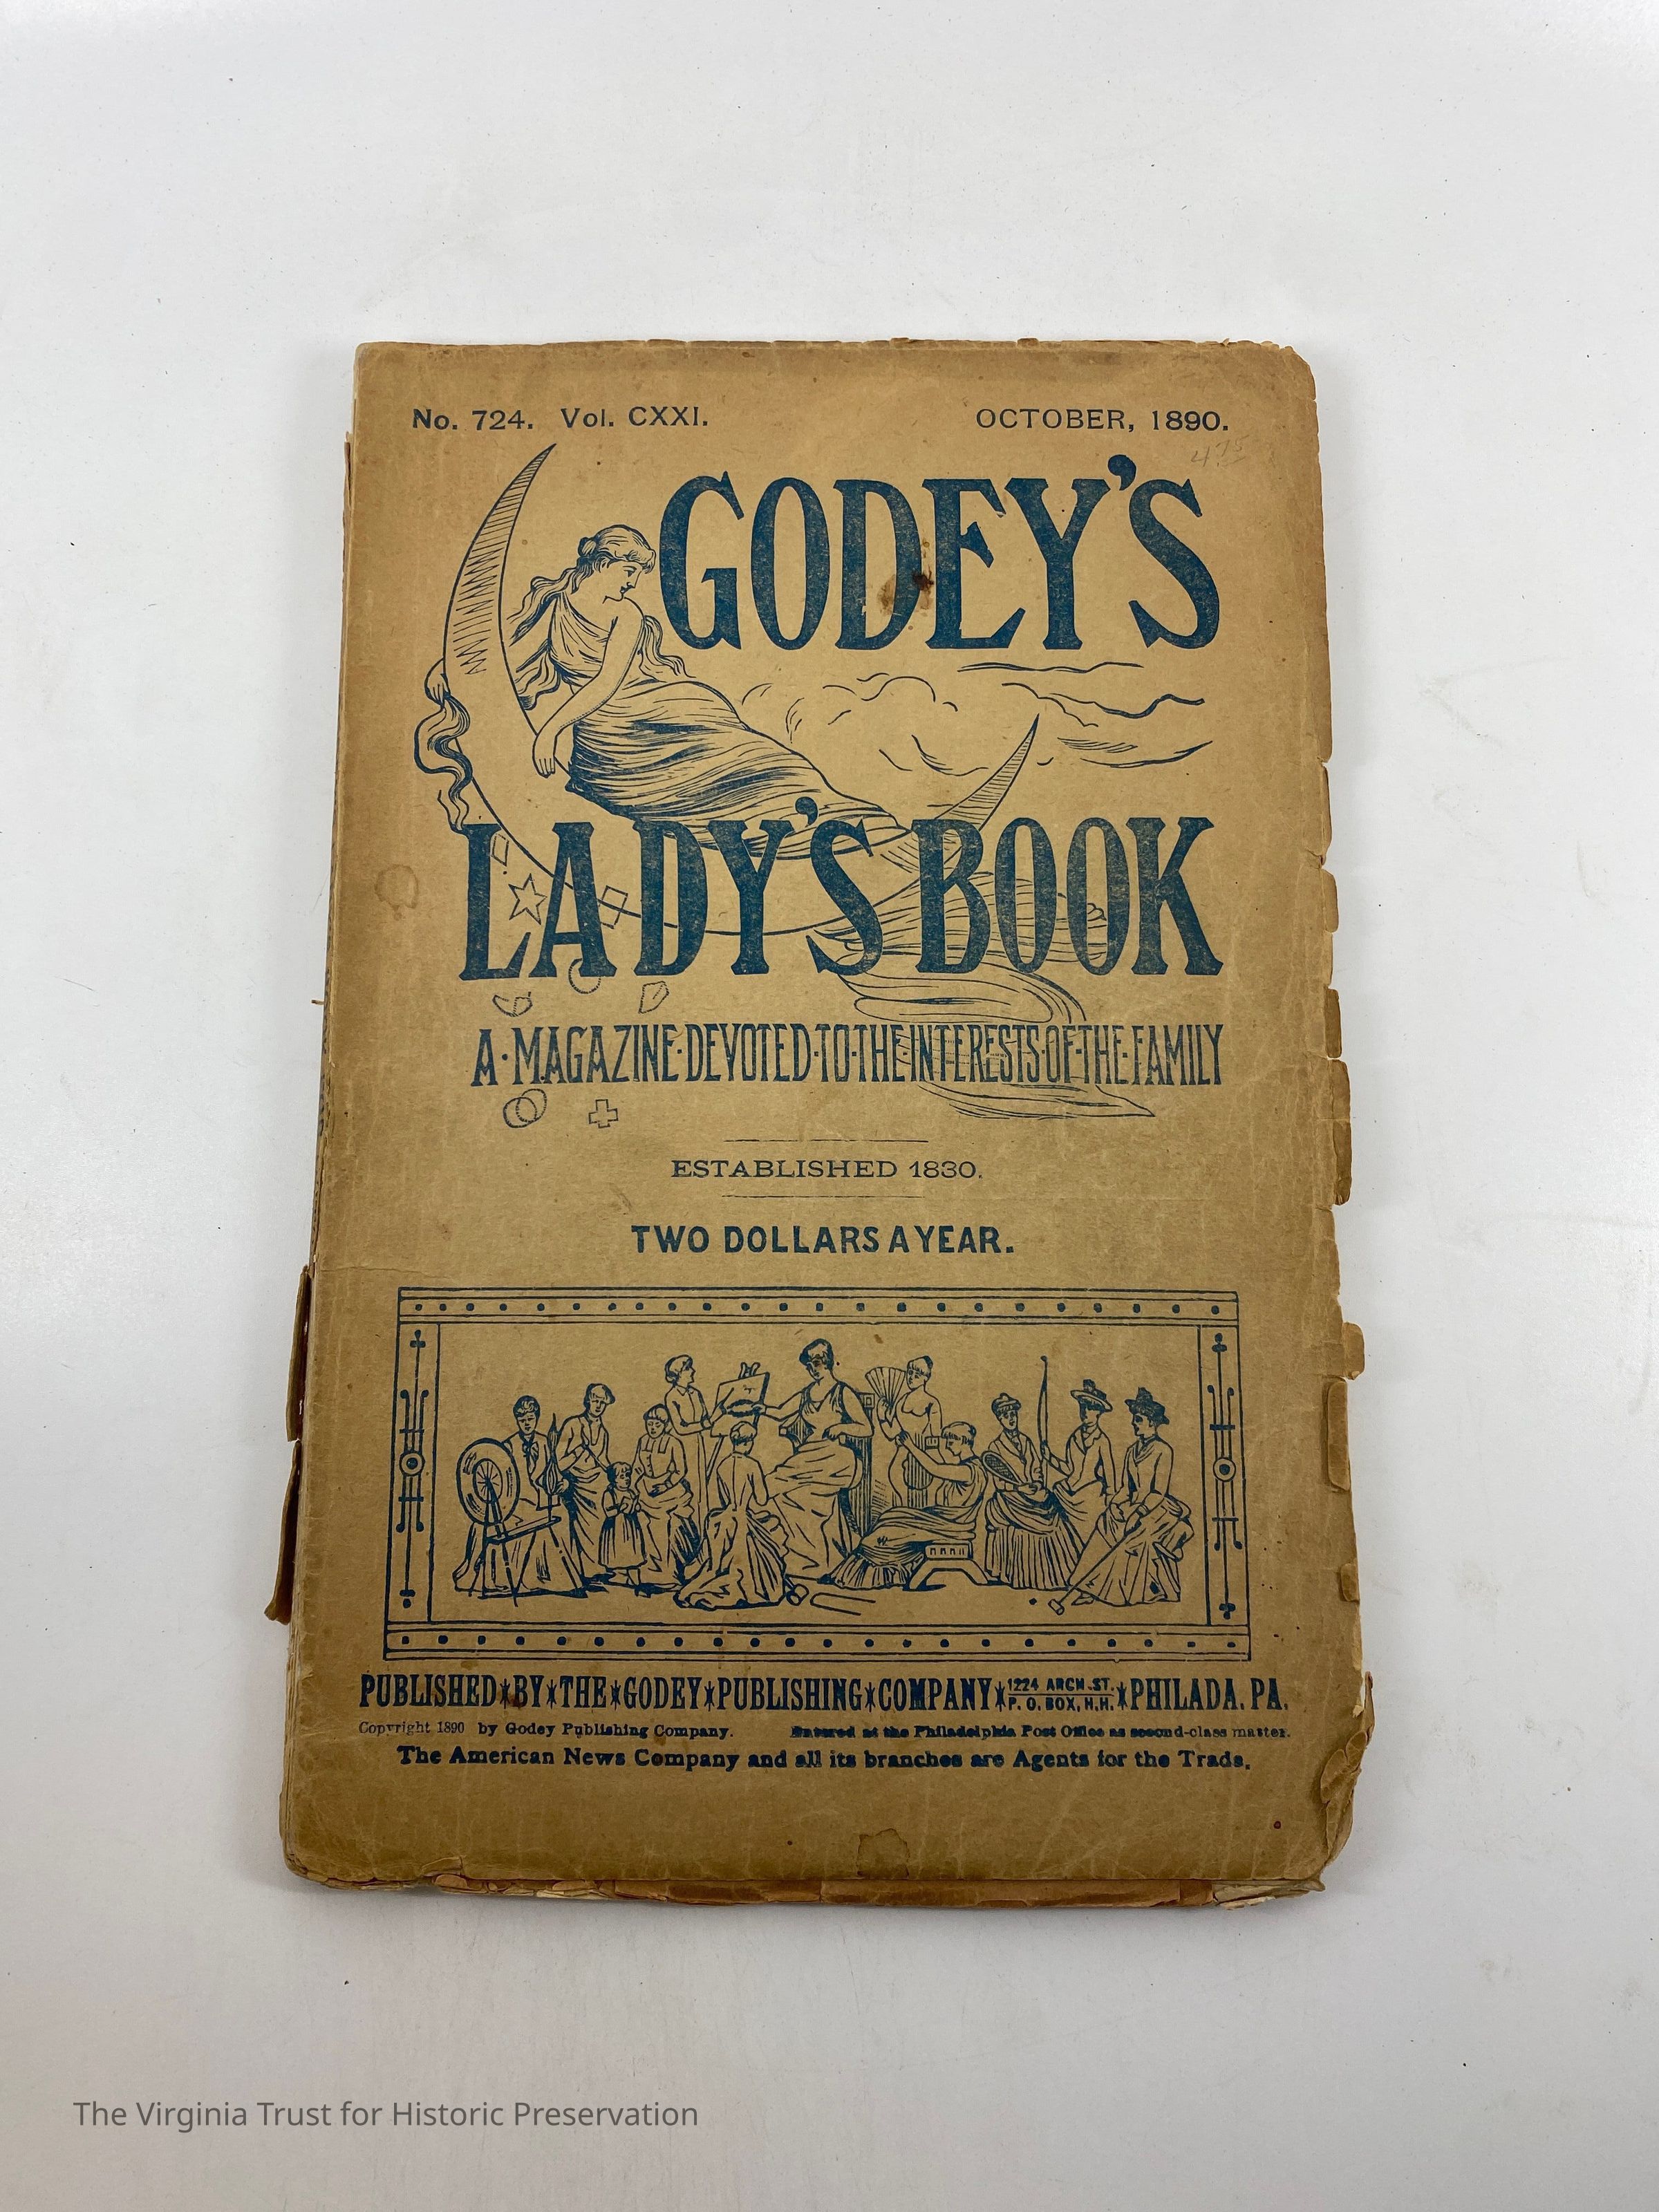 No. 724. Vol. CXXI. OCTOBER, 1890.
4.75
GODEY'S
LADY'S BOOK
A·MAGAZINE·DEVOTED·TO·THE·INTERESTS·OF·THE·FAMILY
ESTABLISHED 1830.
TWO DOLLARS A YEAR.
PUBLISHED*BY*THE*GODEY*PUBLISHING*COMPANY*1224 ARCH ST. P. O. BOX, H.H.*PHILADA. PA.
Copyright 1890 by Godey Publishing Company. Entered at the Philadelphia Post Office as second-class master.
The American News Company and all its branches are Agents for the Trade.
The Virginia Trust for Historic Preservation